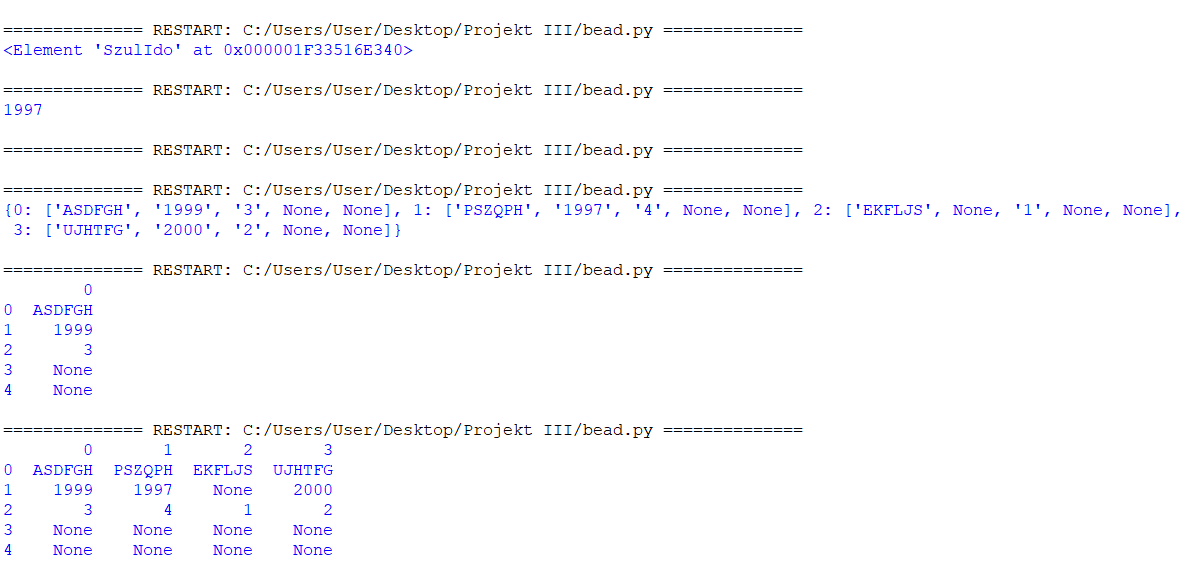 ============== RESTART: C:/Users/User/Desktop/Projekt III/bead.py ==============
<Element 'SzulIdo' at 0x000001F33516E340>
============== RESTART: C:/Users/User/Desktop/Projekt III/bead.py ==============
1997
============== RESTART: C:/Users/User/Desktop/Projekt III/bead.py ==============
============== RESTART: C:/Users/User/Desktop/Projekt III/bead.py ==============
{0: ['ASDFGH', '1999', '3', None, None], 1: ['PSZQPH', '1997', '4', None, None], 2: ['EKFLJS', None, '1', None, None],
 3: ['UJHTFG', '2000', '2', None, None]}
============== RESTART: C:/Users/User/Desktop/Projekt III/bead.py ==============
        0
0  ASDFGH
1    1999
2       3
3    None
4    None
============== RESTART: C:/Users/User/Desktop/Projekt III/bead.py ==============
        0       1       2       3
0  ASDFGH  PSZQPH  EKFLJS  UJHTFG
1    1999    1997    None    2000
2       3       4       1       2
3    None    None    None    None
4    None    None    None    None